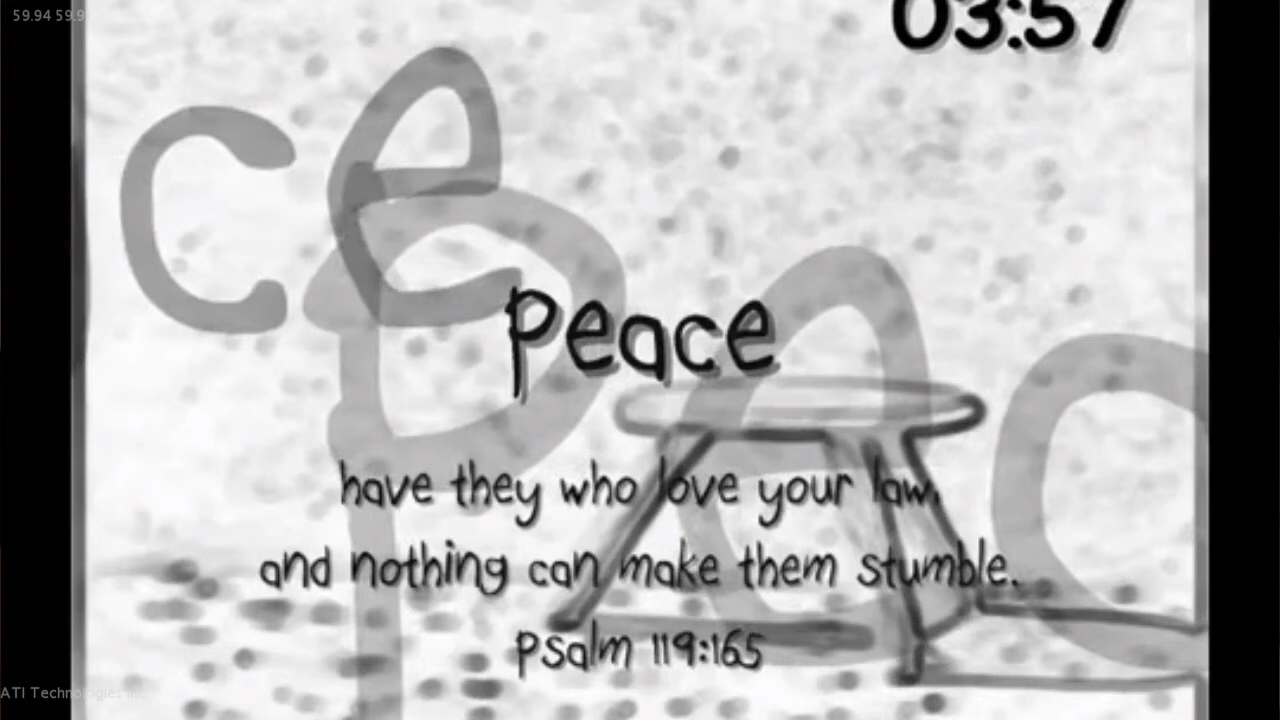 59.94 59.9
03:57
ce
peac
peace
have they who love your law,
and nothing can make them stumble.
psalm 119:165
ATI Technologies Inc.